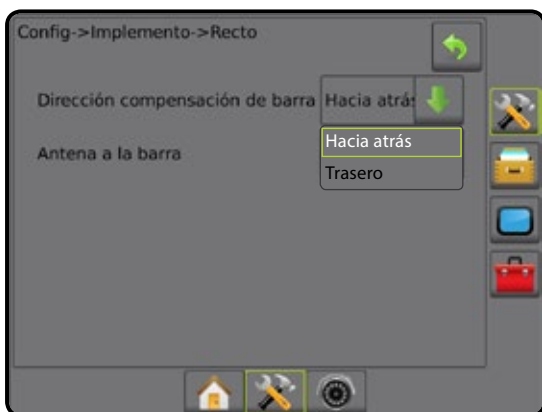 Config->Implemento->Recto
Dirección compensación de barra Hacia atrás
Hacia atrás
Antena a la barra
Trasero